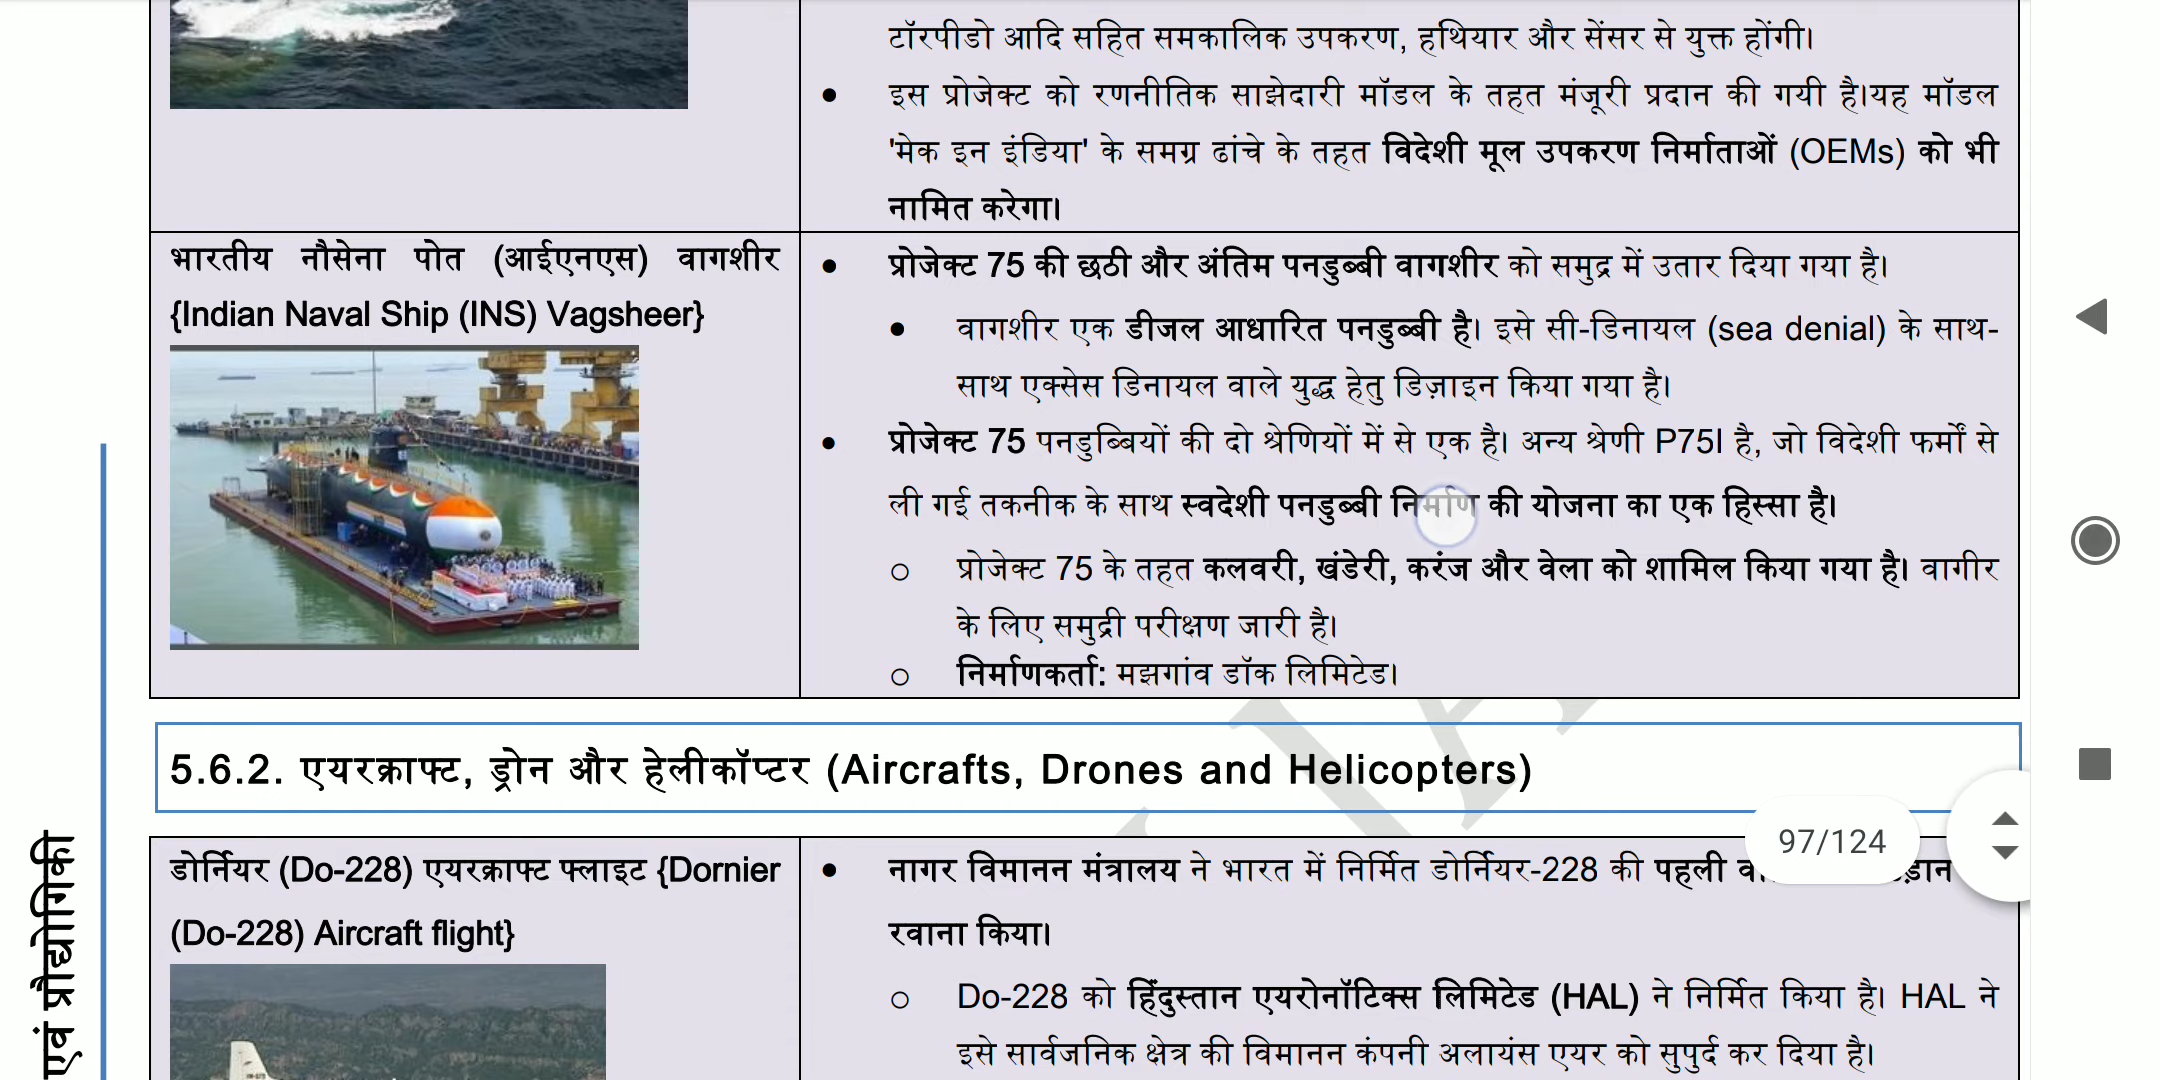 टॉरपीडो आदि सहित समकालिक उपकरण, हथियार और सेंसर से युक्त होंगी।
● इस प्रोजेक्ट को रणनीतिक साझेदारी मॉडल के तहत मंजूरी प्रदान की गयी है।यह मॉडल
'मेक इन इंडिया' के समग्र ढांचे के तहत विदेशी मूल उपकरण निर्माताओं (OEMs) को भी
नामित करेगा।
भारतीय नौसेना पोत (आईएनएस) वागशीर
{Indian Naval Ship (INS) Vagsheer}
● प्रोजेक्ट 75 की छठी और अंतिम पनडुब्बी वागशीर को समुद्र में उतार दिया गया है।
● वागशीर एक डीजल आधारित पनडुब्बी है। इसे सी-डिनायल (sea denial) के साथ-
साथ एक्सेस डिनायल वाले युद्ध हेतु डिज़ाइन किया गया है।
● प्रोजेक्ट 75 पनडुब्बियों की दो श्रेणियों में से एक है। अन्य श्रेणी P75I है, जो विदेशी फर्मों से
ली गई तकनीक के साथ स्वदेशी पनडुब्बी निर्माण की योजना का एक हिस्सा है।
○ प्रोजेक्ट 75 के तहत कलवरी, खंडेरी, करंज और वेला को शामिल किया गया है। वागीर
के लिए समुद्री परीक्षण जारी है।
○ निर्माणकर्ता: मझगांव डॉक लिमिटेड।
5.6.2. एयरक्राफ्ट, ड्रोन और हेलीकॉप्टर (Aircrafts, Drones and Helicopters)
97/124
डोर्नियर (Do-228) एयरक्राफ्ट फ्लाइट {Dornier
(Do-228) Aircraft flight}
● नागर विमानन मंत्रालय ने भारत में निर्मित डोर्नियर-228 की पहली
रवाना किया।
○ Do-228 को हिंदुस्तान एयरोनॉटिक्स लिमिटेड (HAL) ने निर्मित किया है। HAL ने
इसे सार्वजनिक क्षेत्र की विमानन कंपनी अलायंस एयर को सुपुर्द कर दिया है।
एवं प्रौद्योगिकी